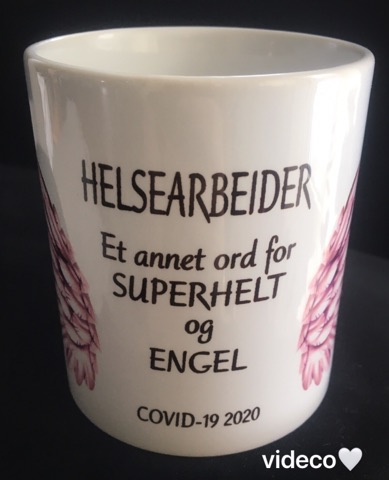 HELSEARBEIDER
Et annet ord for
SUPERHELT
og
ENGEL
COVID-19 2020
videco🤍